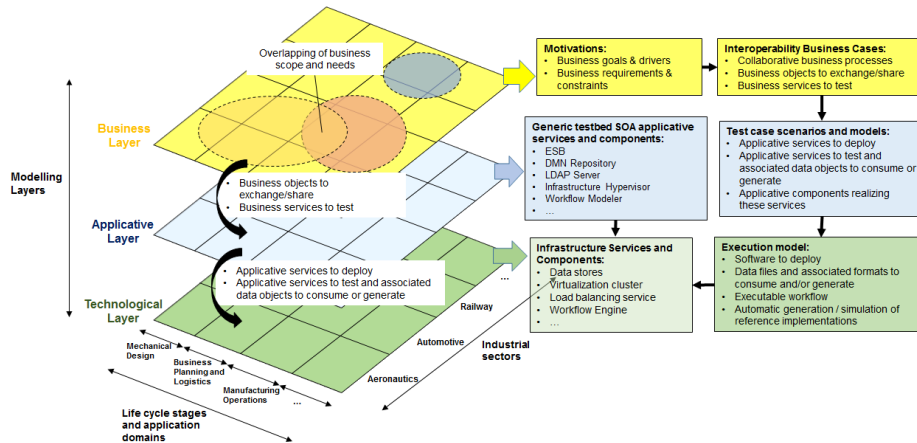 Overlapping of business
scope and needs
Modelling
Layers
Business
Layer
Applicative
Layer
Technological
Layer
• Business objects to
exchange/share
• Business services to test
• Applicative services to deploy
• Applicative services to test and associated
data objects to consume or generate
Mechanical
Design
Business
Planning and
Logistics
Manufacturing
Operations
...
Life cycle stages
and application
domains
Aeronautics
Automotive
Railway
...
Industrial
sectors
Motivations:
• Business goals & drivers
• Business requirements &
constraints
Interoperability Business Cases:
• Collaborative business processes
• Business objects to exchange/share
• Business services to test
Generic testbed SOA applicative
services and components:
• ESB
• DMN Repository
• LDAP Server
• Infrastructure Hypervisor
• Workflow Modeler
• ...
Test case scenarios and models:
• Applicative services to deploy
• Applicative services to test and
associated data objects to consume or
generate
• Applicative components realizing
these services
Infrastructure Services and
Components:
• Data stores
• Virtualization cluster
• Load balancing service
• Workflow Engine
• ...
Execution model:
• Software to deploy
• Data files and associated formats to
consume and/or generate
• Executable workflow
• Automatic generation / simulation of
reference implementations